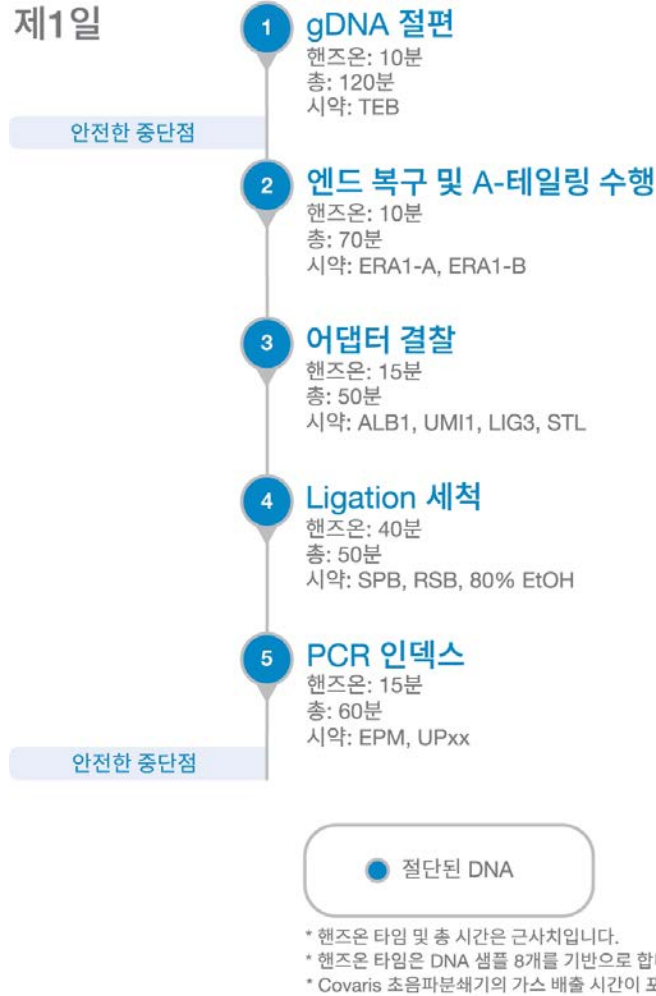 제1일
1
gDNA 절편
핸즈온: 10분
총: 120분
시약: TEB
안전한 중단점
2
엔드 복구 및 A-테일링 수행
핸즈온: 10분
총: 70분
시약: ERA1-A, ERA1-B
3
어댑터 결찰
핸즈온: 15분
총: 50분
시약: ALB1, UMI1, LIG3, STL
4
Ligation 세척
핸즈온: 40분
총: 50분
시약: SPB, RSB, 80% EtOH
5
PCR 인덱스
핸즈온: 15분
총: 60분
시약: EPM, UPxx
안전한 중단점
절단된 DNA
* 핸즈온 타임 및 총 시간은 근사치입니다.
* 핸즈온 타임은 DNA 샘플 8개를 기반으로
* Covaris 초음파분쇄기의 가스 배출 시간이